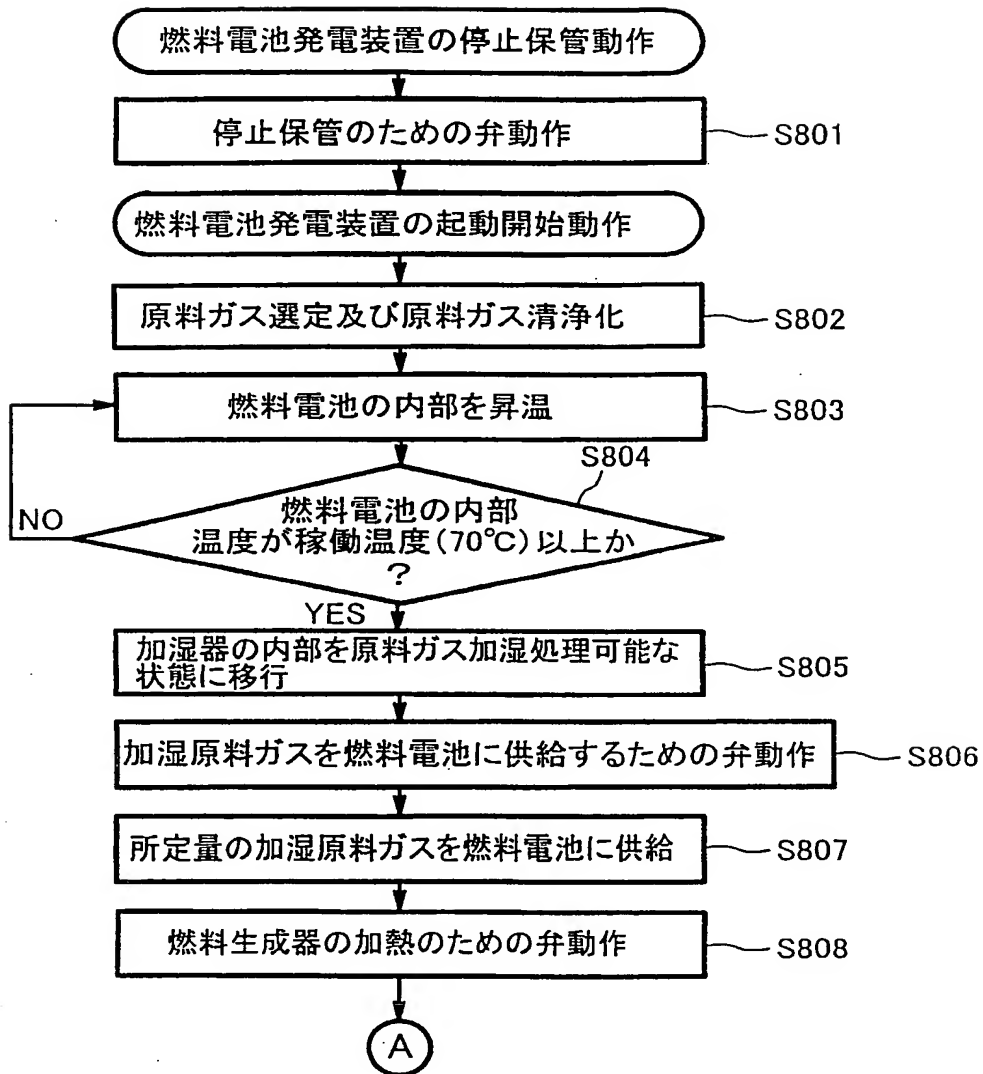 燃料電池発電装置の停止保管動作
停止保管のための弁動作
S801
燃料電池発電装置の起動開始動作
原料ガス選定及び原料ガス清浄化
S802
燃料電池の内部を昇温
S803
S804
燃料電池の内部
温度が稼働温度(70℃)以上か
?
NO
YES
加湿器の内部を原料ガス加湿処理可能な
状態に移行
S805
加湿原料ガスを燃料電池に供給するための弁動作
S806
所定量の加湿原料ガスを燃料電池に供給
S807
燃料生成器の加熱のための弁動作
S808
A